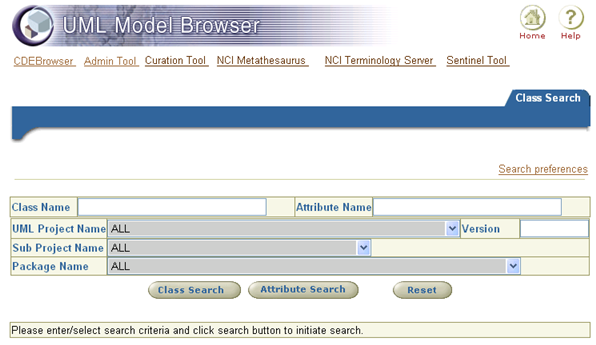 UML Model Browser
Home Help
CDEBrowser Admin Tool Curation Tool NCI Metathesaurus NCI Terminology Server Sentinel Tool
Class Search
Search preferences
Class Name Attribute Name
UML Project Name ALL Version
Sub Project Name ALL
Package Name ALL
Class Search Attribute Search Reset
Please enter/select search criteria and click search button to initiate search.